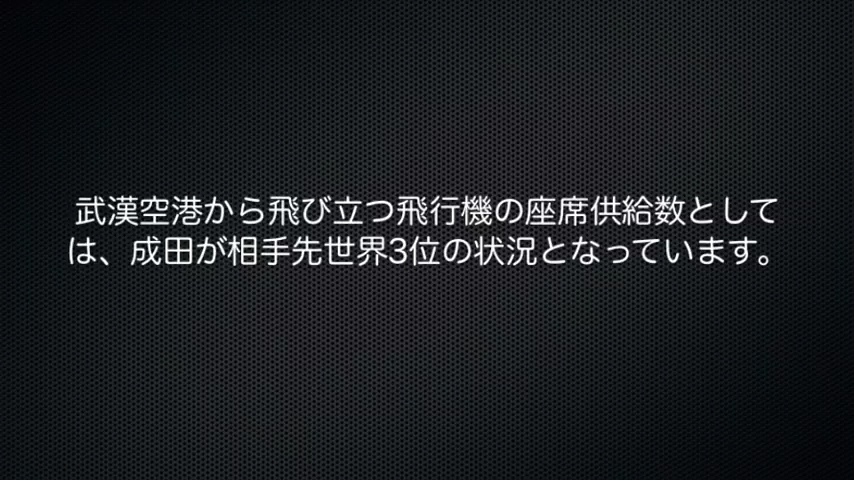 武漢空港から飛び立つ飛行機の座席供給数として
は、成田が相手先世界3位の状況となっています。